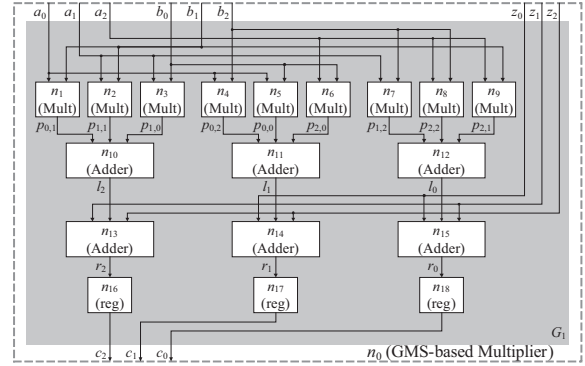 a0 a1 a2 b0 b1 b2 z0 z1 z2
n1 n2 n3 n4 n5 n6 n7 n8 n9
(Mult) (Mult) (Mult) (Mult) (Mult) (Mult) (Mult) (Mult) (Mult)
p0,1 p1,1 p1,0 p0,2 p0,0 p2,0 p1,2 p2,2 p2,1
n10 n11 n12
(Adder) (Adder) (Adder)
l2 l1 l0
n13 n14 n15
(Adder) (Adder) (Adder)
r2 r1 r0
n16 n17 n18
(reg) (reg) (reg)
G1
c2 c1 c0 n0 (GMS-based Multiplier)